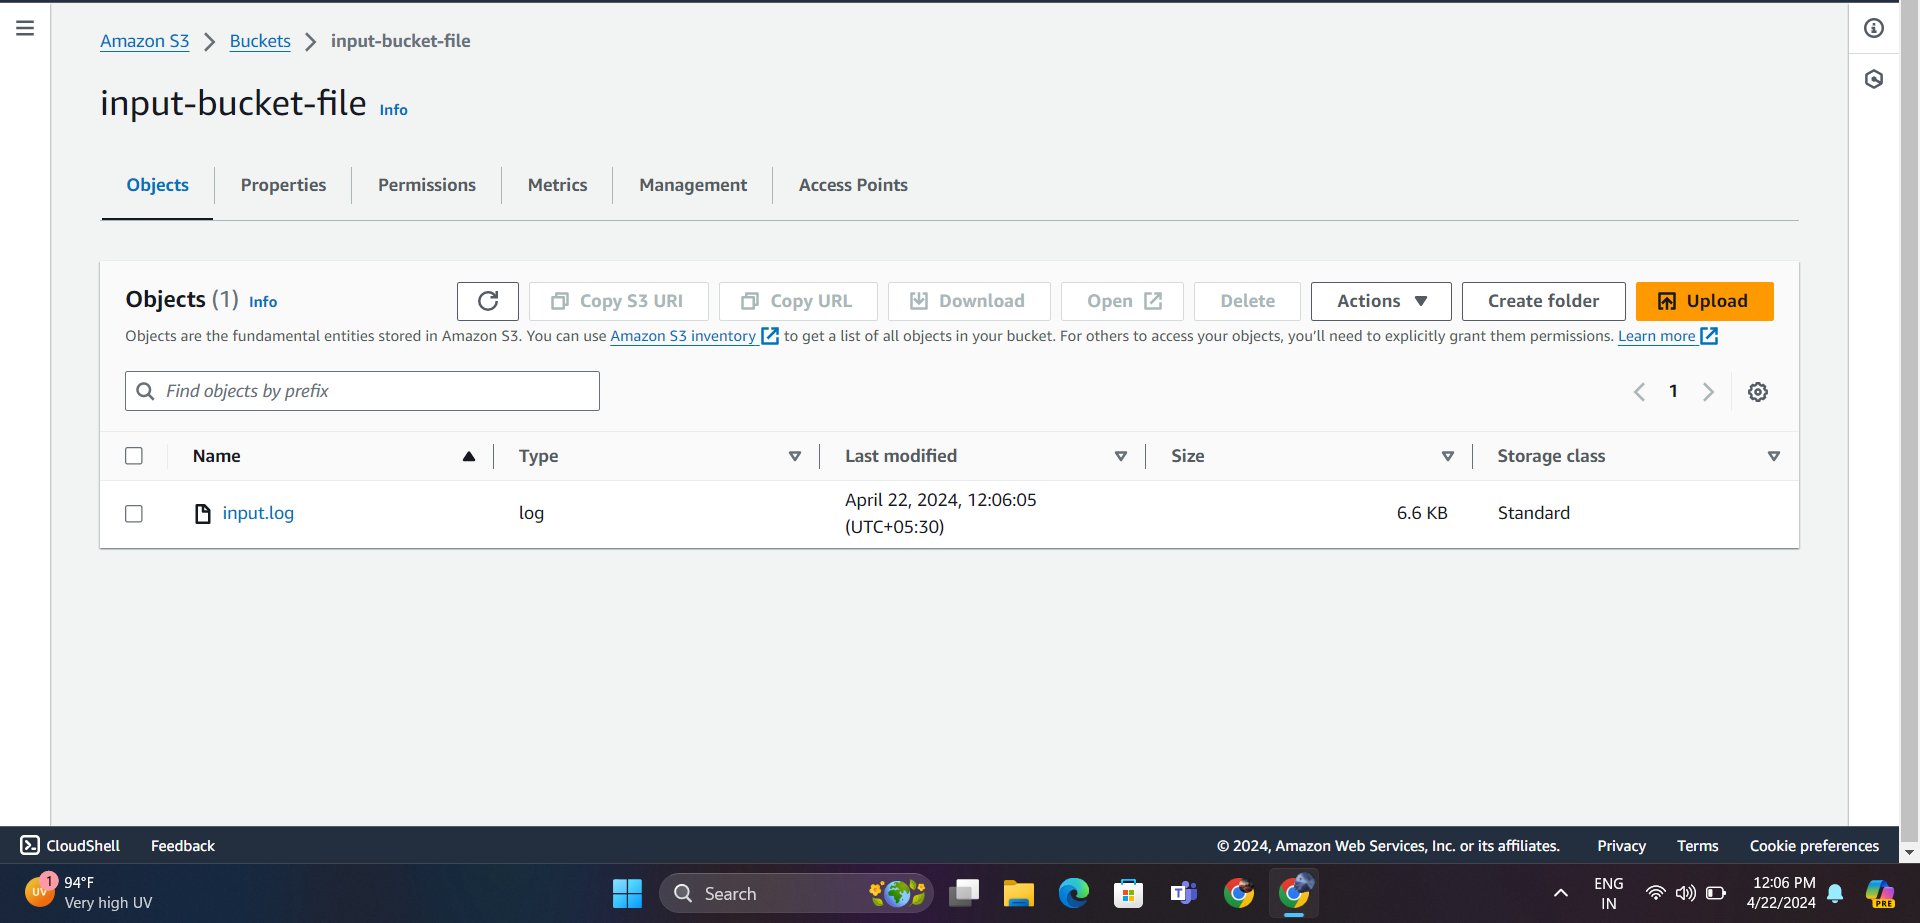 Amazon S3 > Buckets > input-bucket-file
input-bucket-file Info
Objects Properties Permissions Metrics Management Access Points
Objects (1) Info Copy S3 URI Copy URL Download Open Delete Actions Create folder Upload
Objects are the fundamental entities stored in Amazon S3. You can use Amazon S3 inventory to get a list of all objects in your bucket. For others to access your objects, you’ll need to explicitly grant them permissions. Learn more
Find objects by prefix 1
Name Type Last modified Size Storage class
input.log log April 22, 2024, 12:06:05 6.6 KB Standard
(UTC+05:30)
CloudShell Feedback © 2024, Amazon Web Services, Inc. or its affiliates. Privacy Terms Cookie preferences
UV 1 94°F Search ENG 12:06 PM
Very high UV IN 4/22/2024 PRE